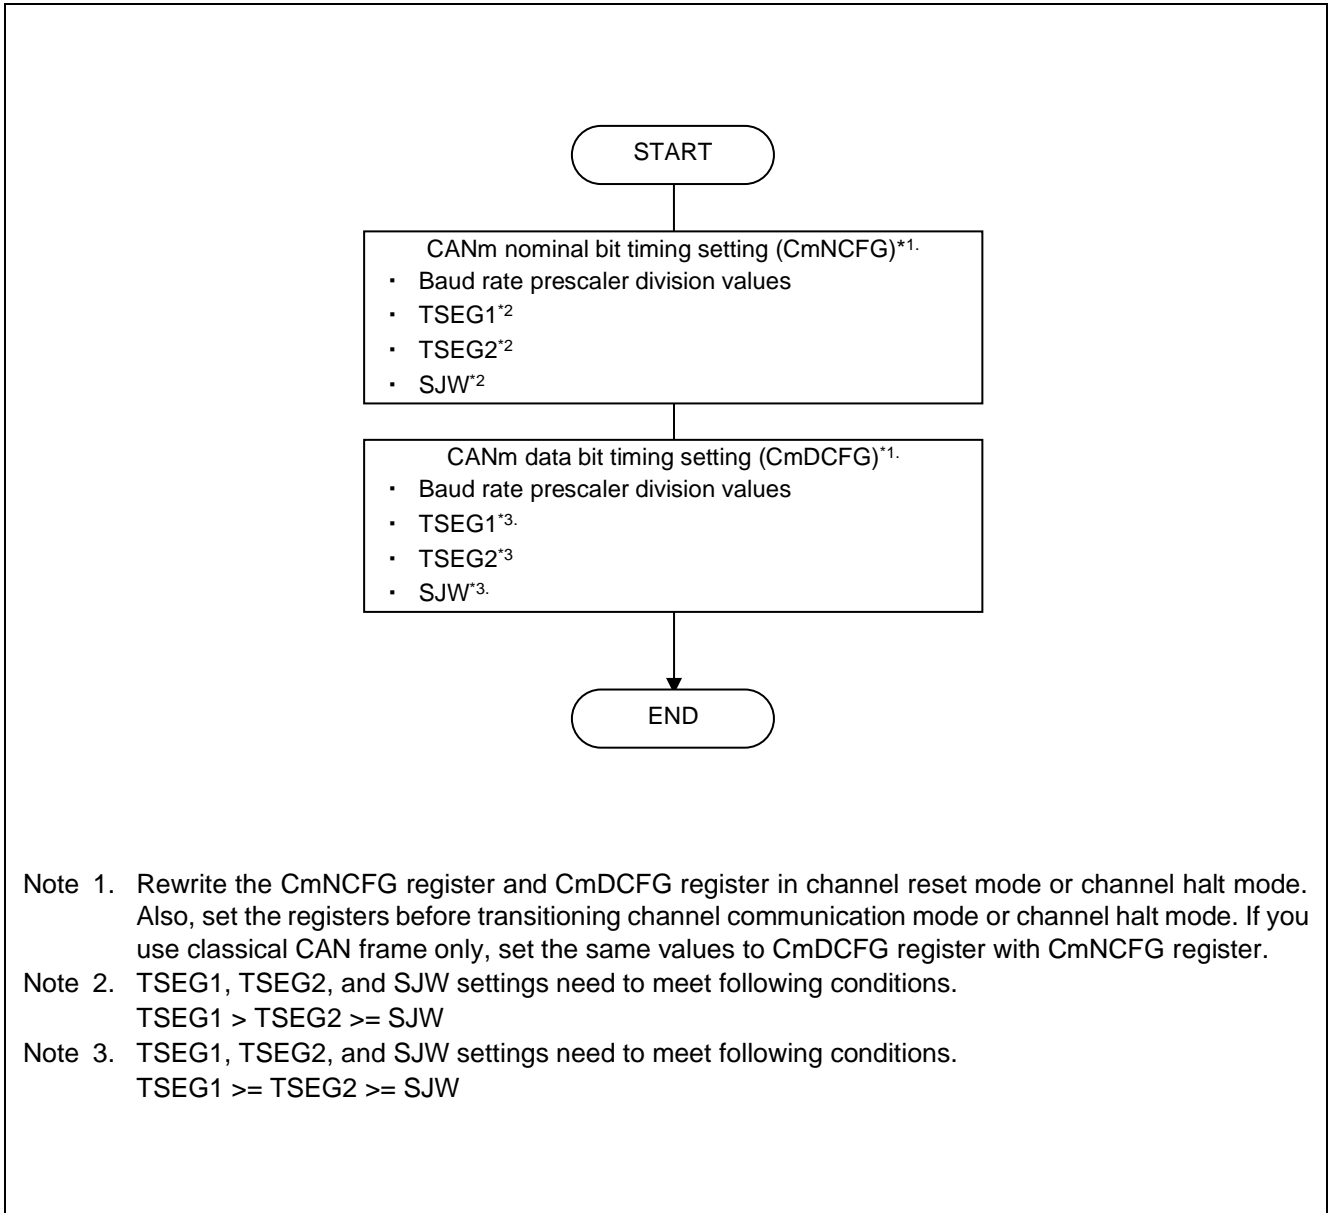 START
CANm nominal bit timing setting (CmNCFG)*1.
・ Baud rate prescaler division values
・ TSEG1*2
・ TSEG2*2
・ SJW*2
CANm data bit timing setting (CmDCFG)*1.
・ Baud rate prescaler division values
・ TSEG1*3.
・ TSEG2*3
・ SJW*3.
END
Note 1. Rewrite the CmNCFG register and CmDCFG register in channel reset mode or channel halt mode.
Also, set the registers before transitioning channel communication mode or channel halt mode. If you
use classical CAN frame only, set the same values to CmDCFG register with CmNCFG register.
Note 2. TSEG1, TSEG2, and SJW settings need to meet following conditions.
TSEG1 > TSEG2 >= SJW
Note 3. TSEG1, TSEG2, and SJW settings need to meet following conditions.
TSEG1 >= TSEG2 >= SJW